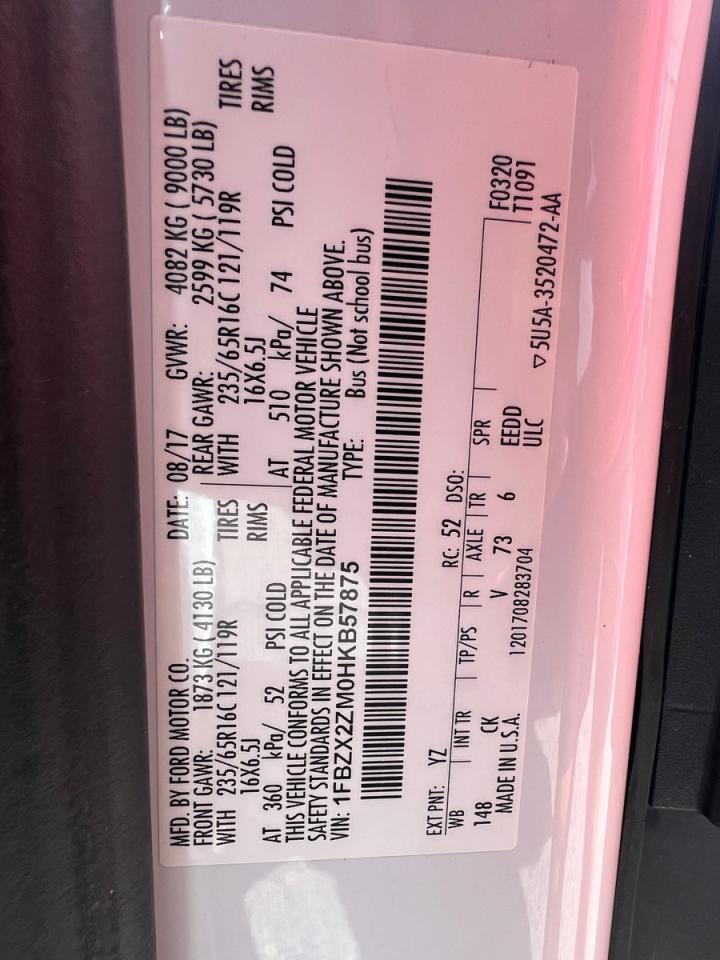 MFD. BY FORD MOTOR CO.
DATE: 08/17 GVWR: 4082 KG ( 9000 LB)
FRONT GAWR: 1873 KG ( 4130 LB)
REAR GAWR: 2599 KG ( 5730 LB)
WITH 235/65R16C 121/119R TIRES
WITH 235/65R16C 121/119R TIRES
16X6.5J RIMS
16X6.5J RIMS
AT 360 kPa/ 52 PSI COLD
AT 510 kPa/ 74 PSI COLD
THIS VEHICLE CONFORMS TO ALL APPLICABLE FEDERAL MOTOR VEHICLE
SAFETY STANDARDS IN EFFECT ON THE DATE OF MANUFACTURE SHOWN ABOVE.
VIN: 1FBZX2ZM0HKB57875
TYPE: Bus (Not school bus)
EXT PNT: YZ RC: 52 DSO:
WB INT TR TP/PS R AXLE TR SPR
148 CK V 73 6 EEDD
F0320
T1091
MADE IN U.S.A. 1201708283704 ULC
▽5U5A-3520472-AA